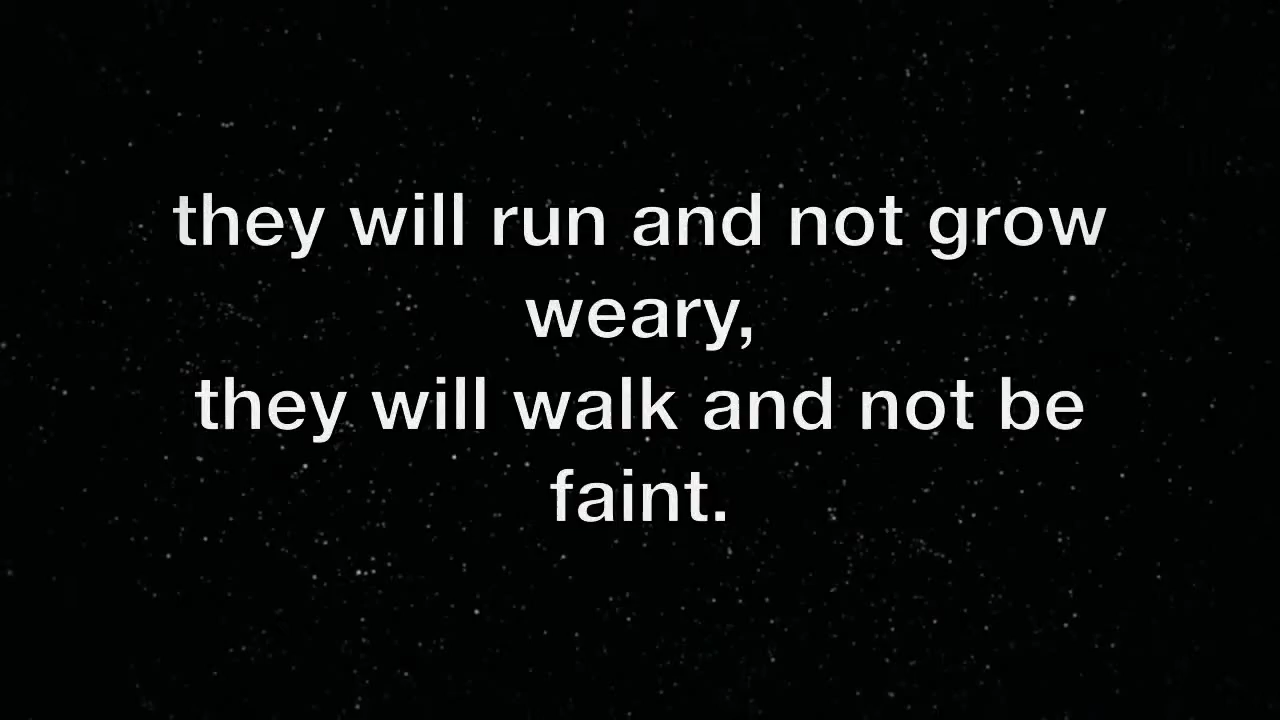 they will run and not grow
weary,
they will walk and not be
faint.